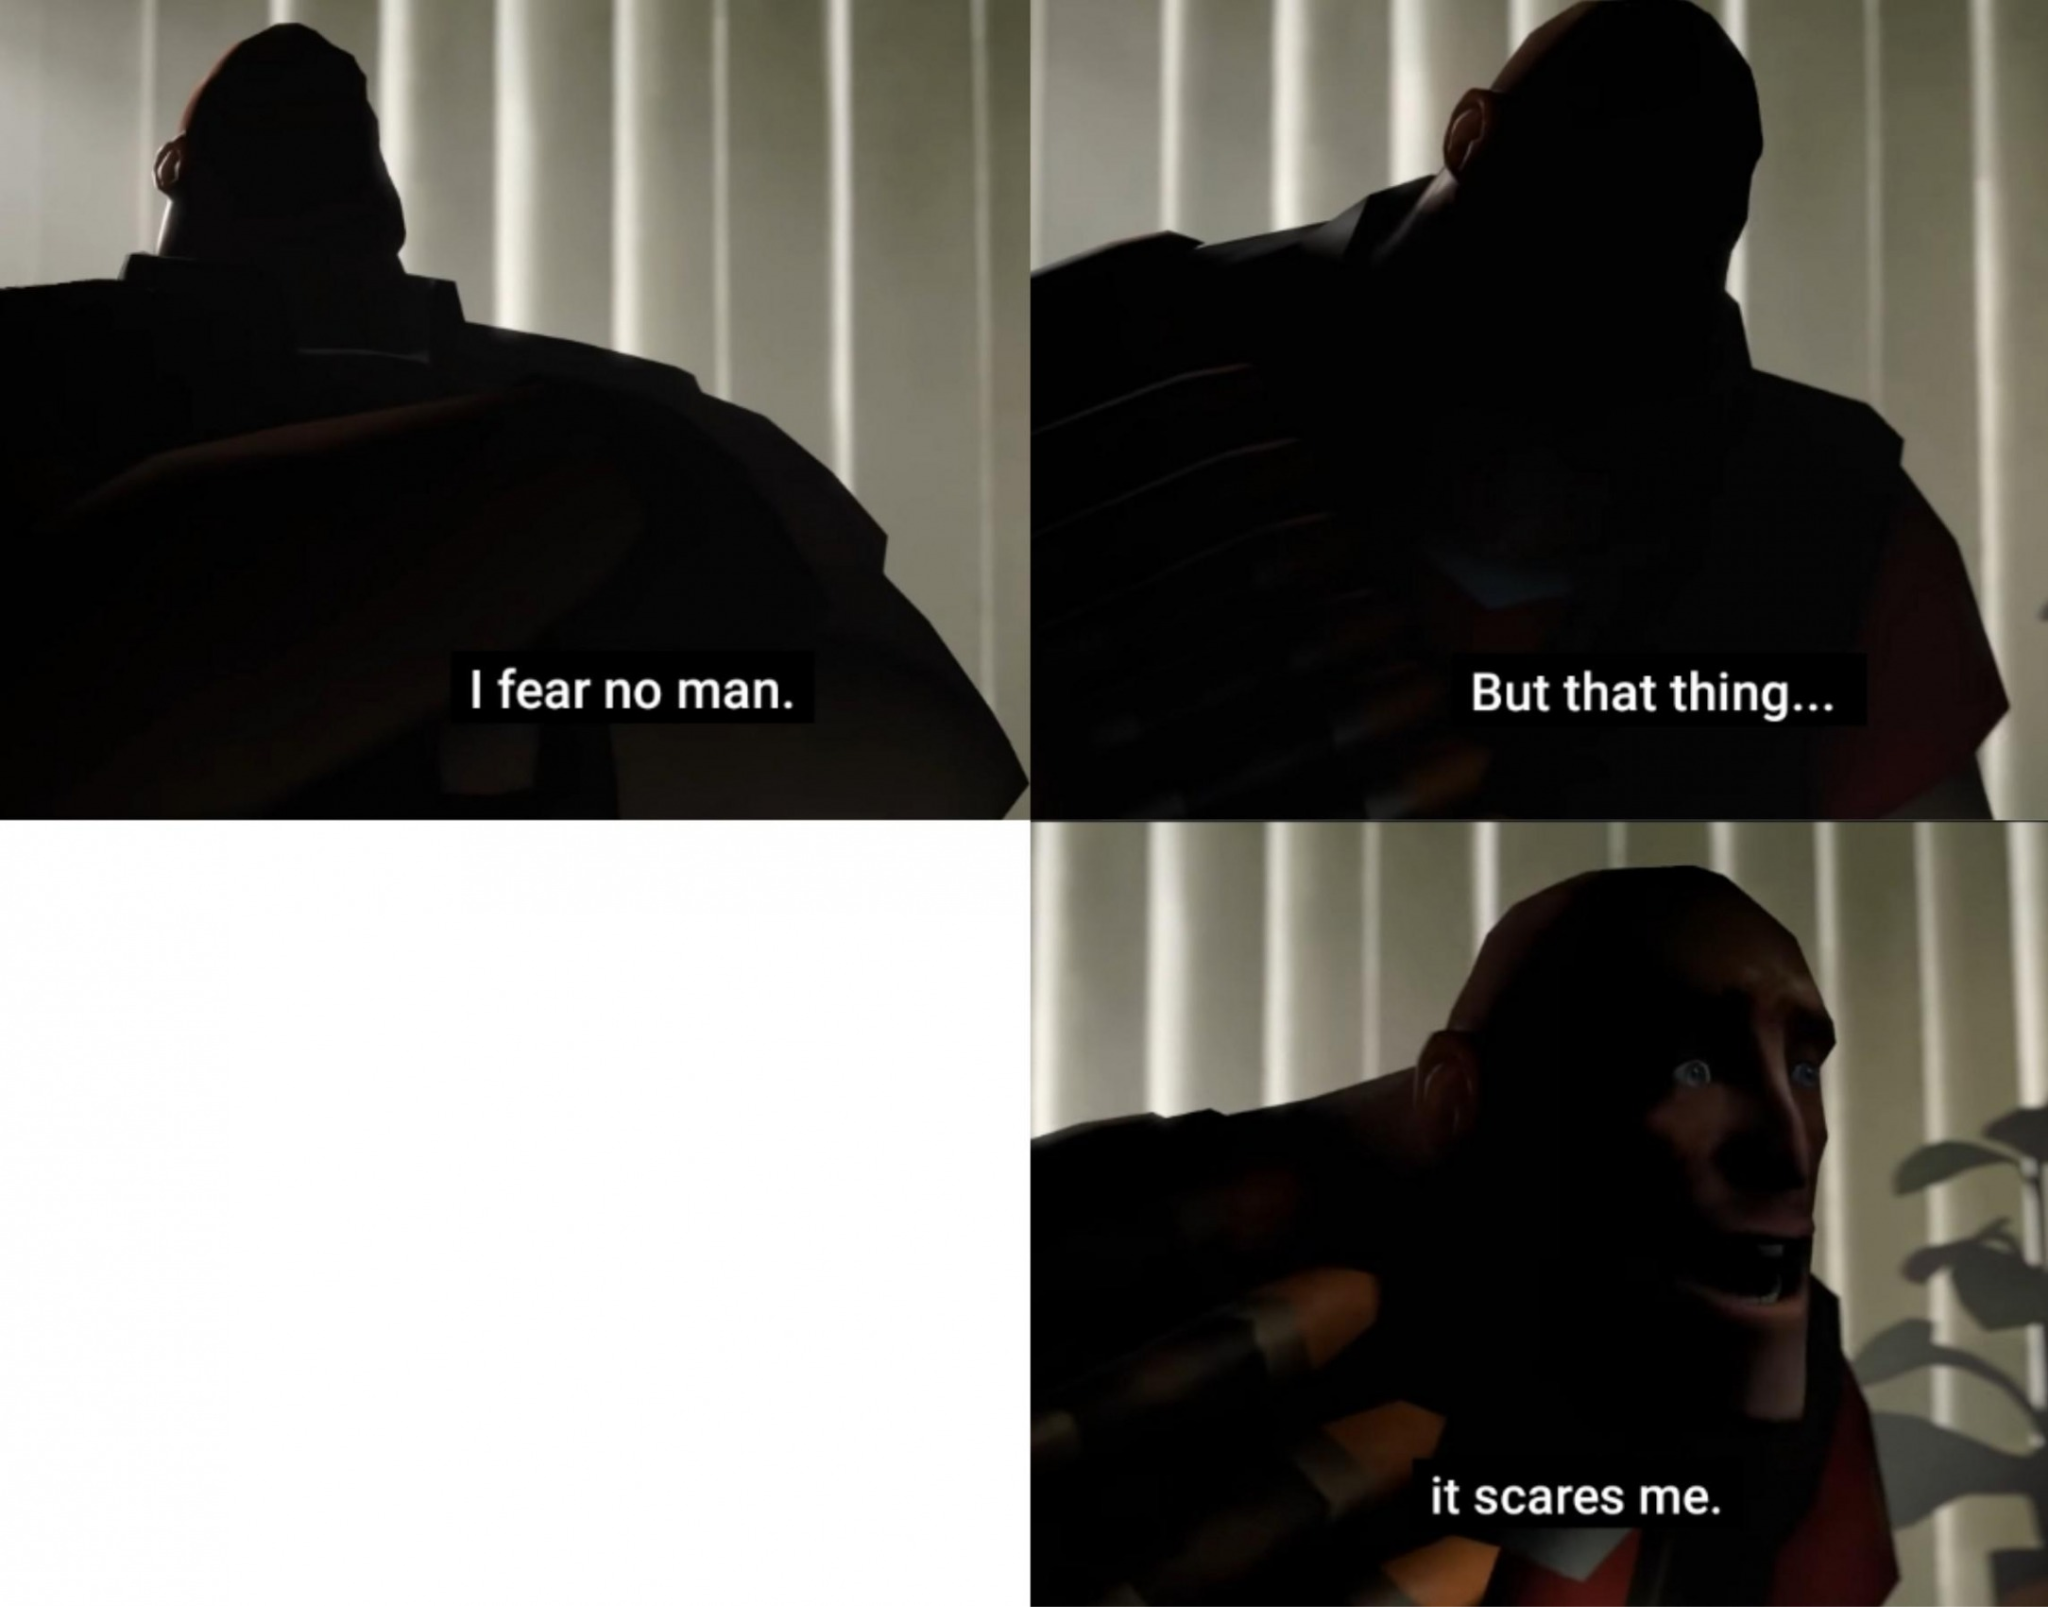 I fear no man.
But that thing...
it scares me.